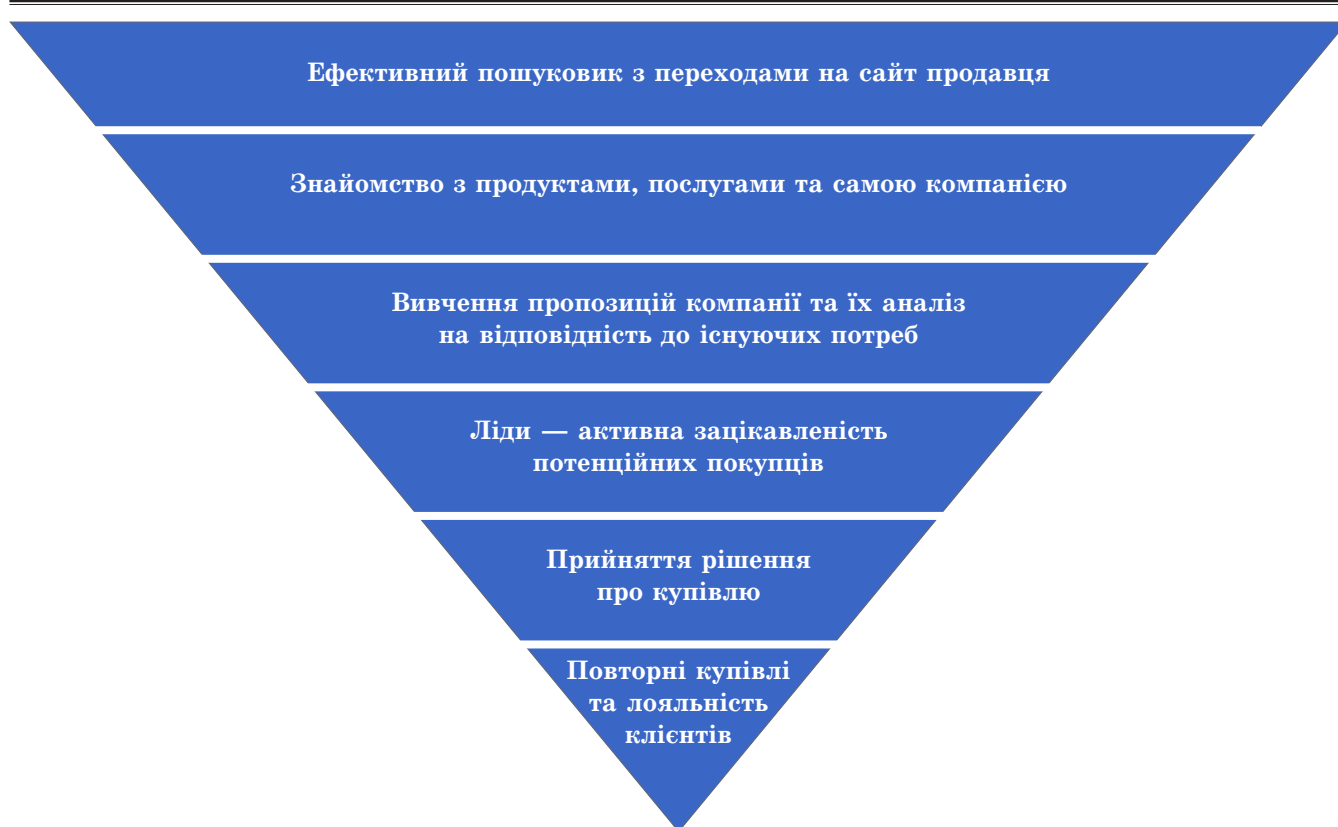 Ефективний пошуковик з переходами на сайт продавця
Знайомство з продуктами, послугами та самою компанією
Вивчення пропозицій компанії та їх аналіз
на відповідність до існуючих потреб
Ліди — активна зацікавленість
потенційних покупців
Прийняття рішення
про купівлю
Повторні купівлі
та лояльність
клієнтів